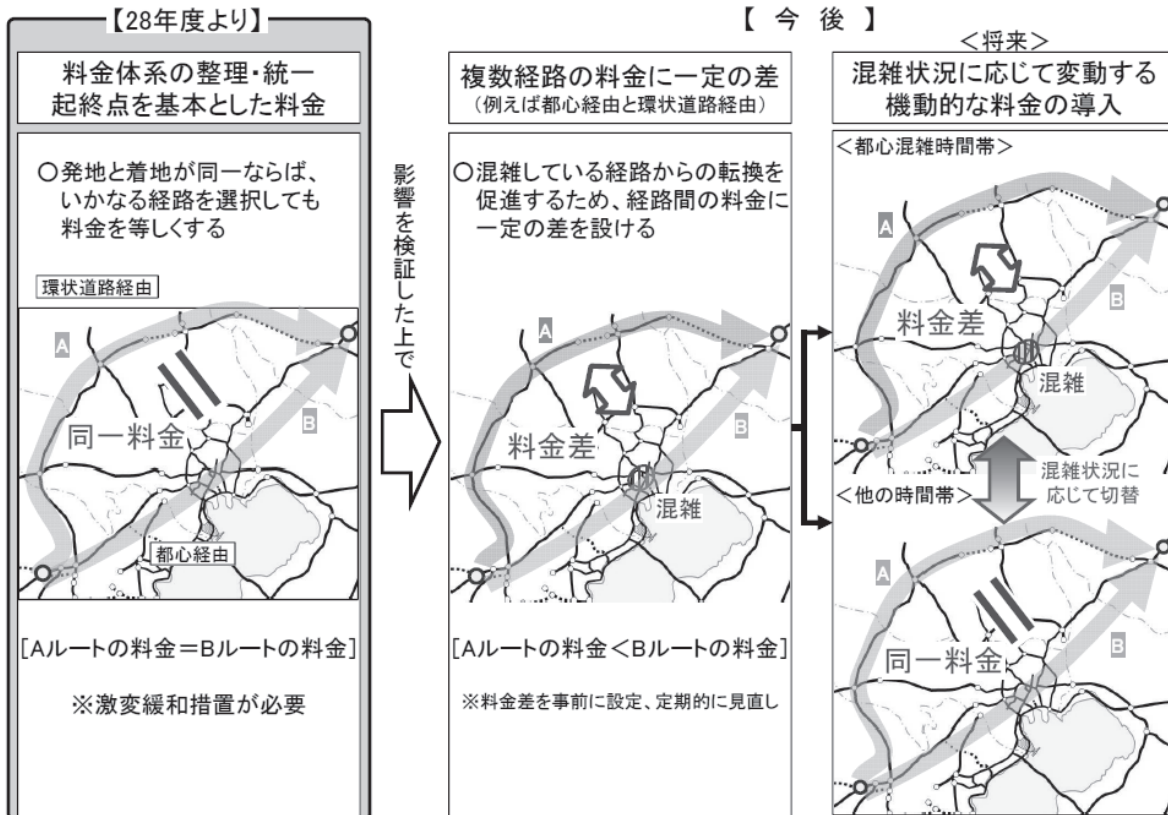 【28年度より】
料金体系の整理・統一
起終点を基本とした料金
○発地と着地が同一ならば、
いかなる経路を選択しても
料金を等しくする
環状道路経由
A
同一料金
B
都心経由
[Aルートの料金＝Bルートの料金]
※激変緩和措置が必要
影響を検証した上で
【 今 後 】
複数経路の料金に一定の差
（例えば都心経由と環状道路経由）
○混雑している経路からの転換を
促進するため、経路間の料金に
一定の差を設ける
A
料金差
B
混雑
[Aルートの料金＜Bルートの料金]
※料金差を事前に設定、定期的に見直し
＜将来＞
混雑状況に応じて変動する
機動的な料金の導入
＜都心混雑時間帯＞
A
B
料金差
混雑
混雑状況に
応じて切替
＜他の時間帯＞
A
B
同一料金